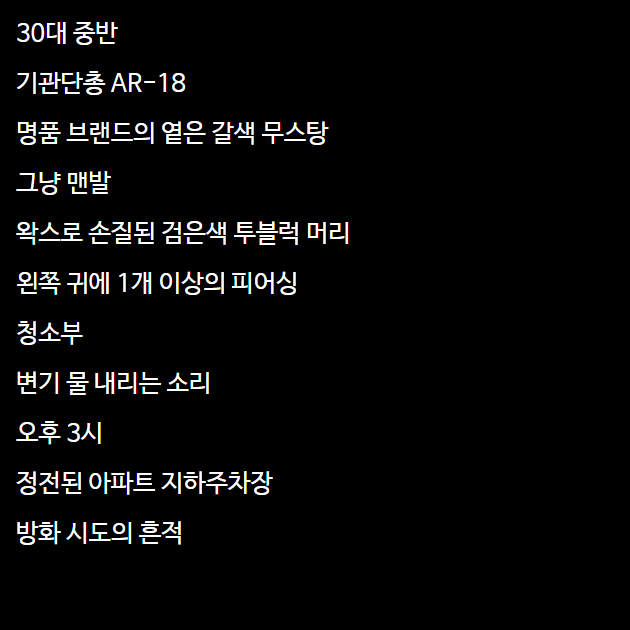 30대 중반
기관단총 AR-18
명품 브랜드의 옅은 갈색 무스탕
그냥 맨발
왁스로 손질된 검은색 투블럭 머리
왼쪽 귀에 1개 이상의 피어싱
청소부
변기 물 내리는 소리
오후 3시
정전된 아파트 지하주차장
방화 시도의 흔적